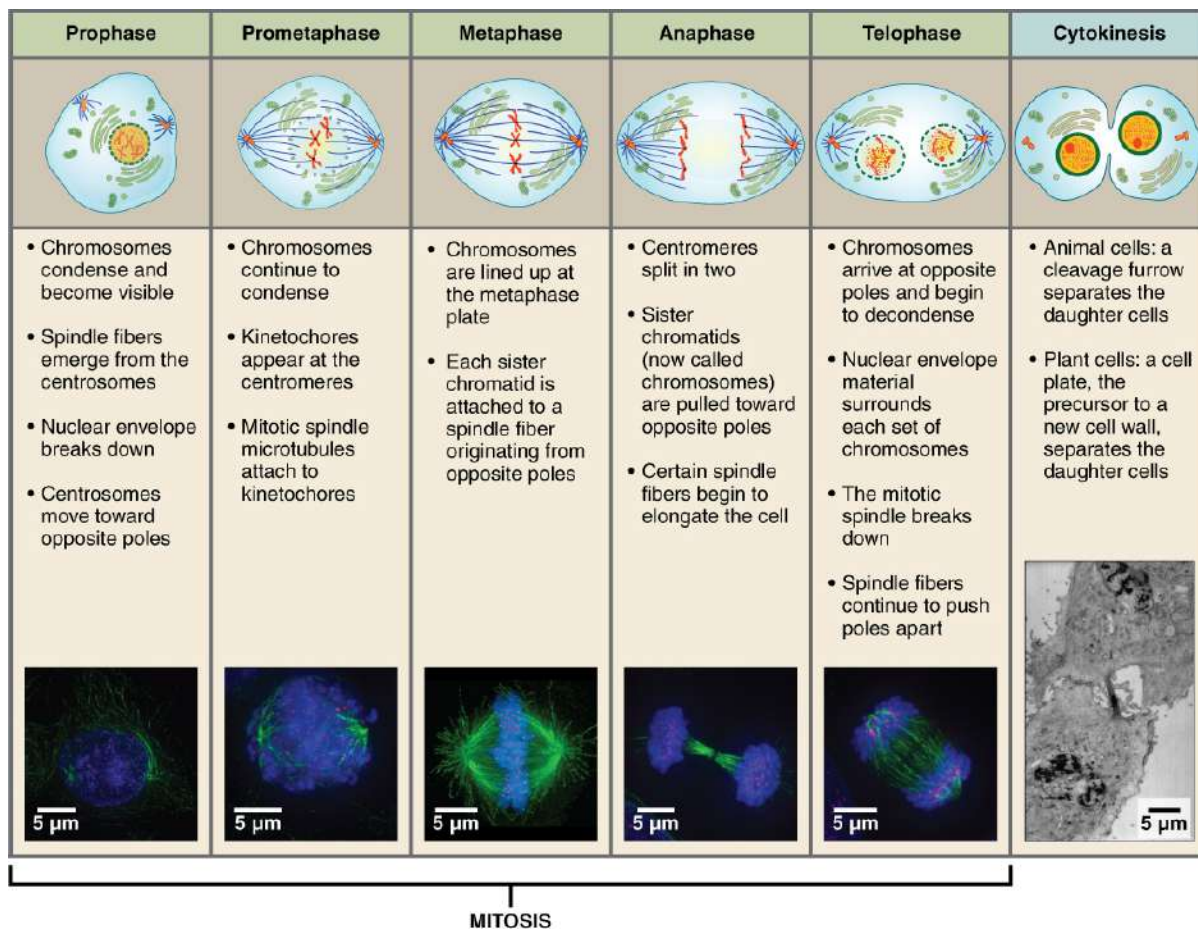 Prophase
Prometaphase
Metaphase
Anaphase
Telophase
Cytokinesis
• Chromosomes
condense and
become visible
• Spindle fibers
emerge from the
centrosomes
• Nuclear envelope
breaks down
• Centrosomes
move toward
opposite poles
5 µm
• Chromosomes
continue to
condense
• Kinetochores
appear at the
centromeres
• Mitotic spindle
microtubules
attach to
kinetochores
5 µm
• Chromosomes
are lined up at
the metaphase
plate
• Each sister
chromatid is
attached to a
spindle fiber
originating from
opposite poles
5 µm
• Centromeres
split in two
• Sister
chromatids
(now called
chromosomes)
are pulled toward
opposite poles
• Certain spindle
fibers begin to
elongate the cell
5 µm
• Chromosomes
arrive at opposite
poles and begin
to decondense
• Nuclear envelope
material
surrounds
each set of
chromosomes
• The mitotic
spindle breaks
down
• Spindle fibers
continue to push
poles apart
5 µm
• Animal cells: a
cleavage furrow
separates the
daughter cells
• Plant cells: a cell
plate, the
precursor to a
new cell wall,
separates the
daughter cells
5 µm
MITOSIS